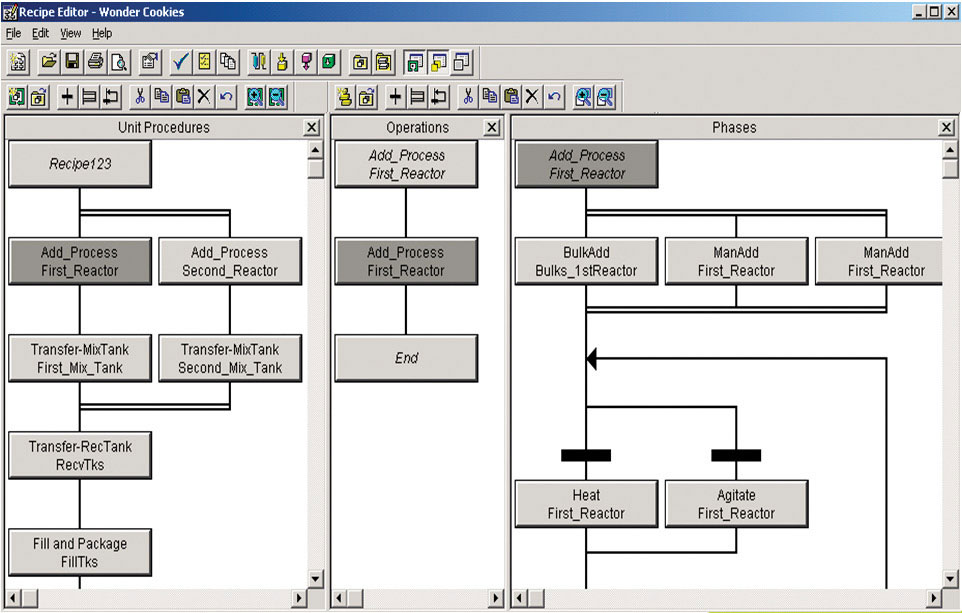 Recipe Editor - Wonder Cookies
File Edit View Help
Unit Procedures
Recipe123
Add_Process
First_Reactor
Add_Process
Second_Reactor
Transfer-MixTank
First_Mix_Tank
Transfer-MixTank
Second_Mix_Tank
Transfer-RecTank
RecvTks
Fill and Package
FillTks
Operations
Add_Process
First_Reactor
Add_Process
First_Reactor
End
Phases
Add_Process
First_Reactor
BulkAdd
Bulks_1stReactor
ManAdd
First_Reactor
ManAdd
First_Reactor
Heat
First_Reactor
Agitate
First_Reactor